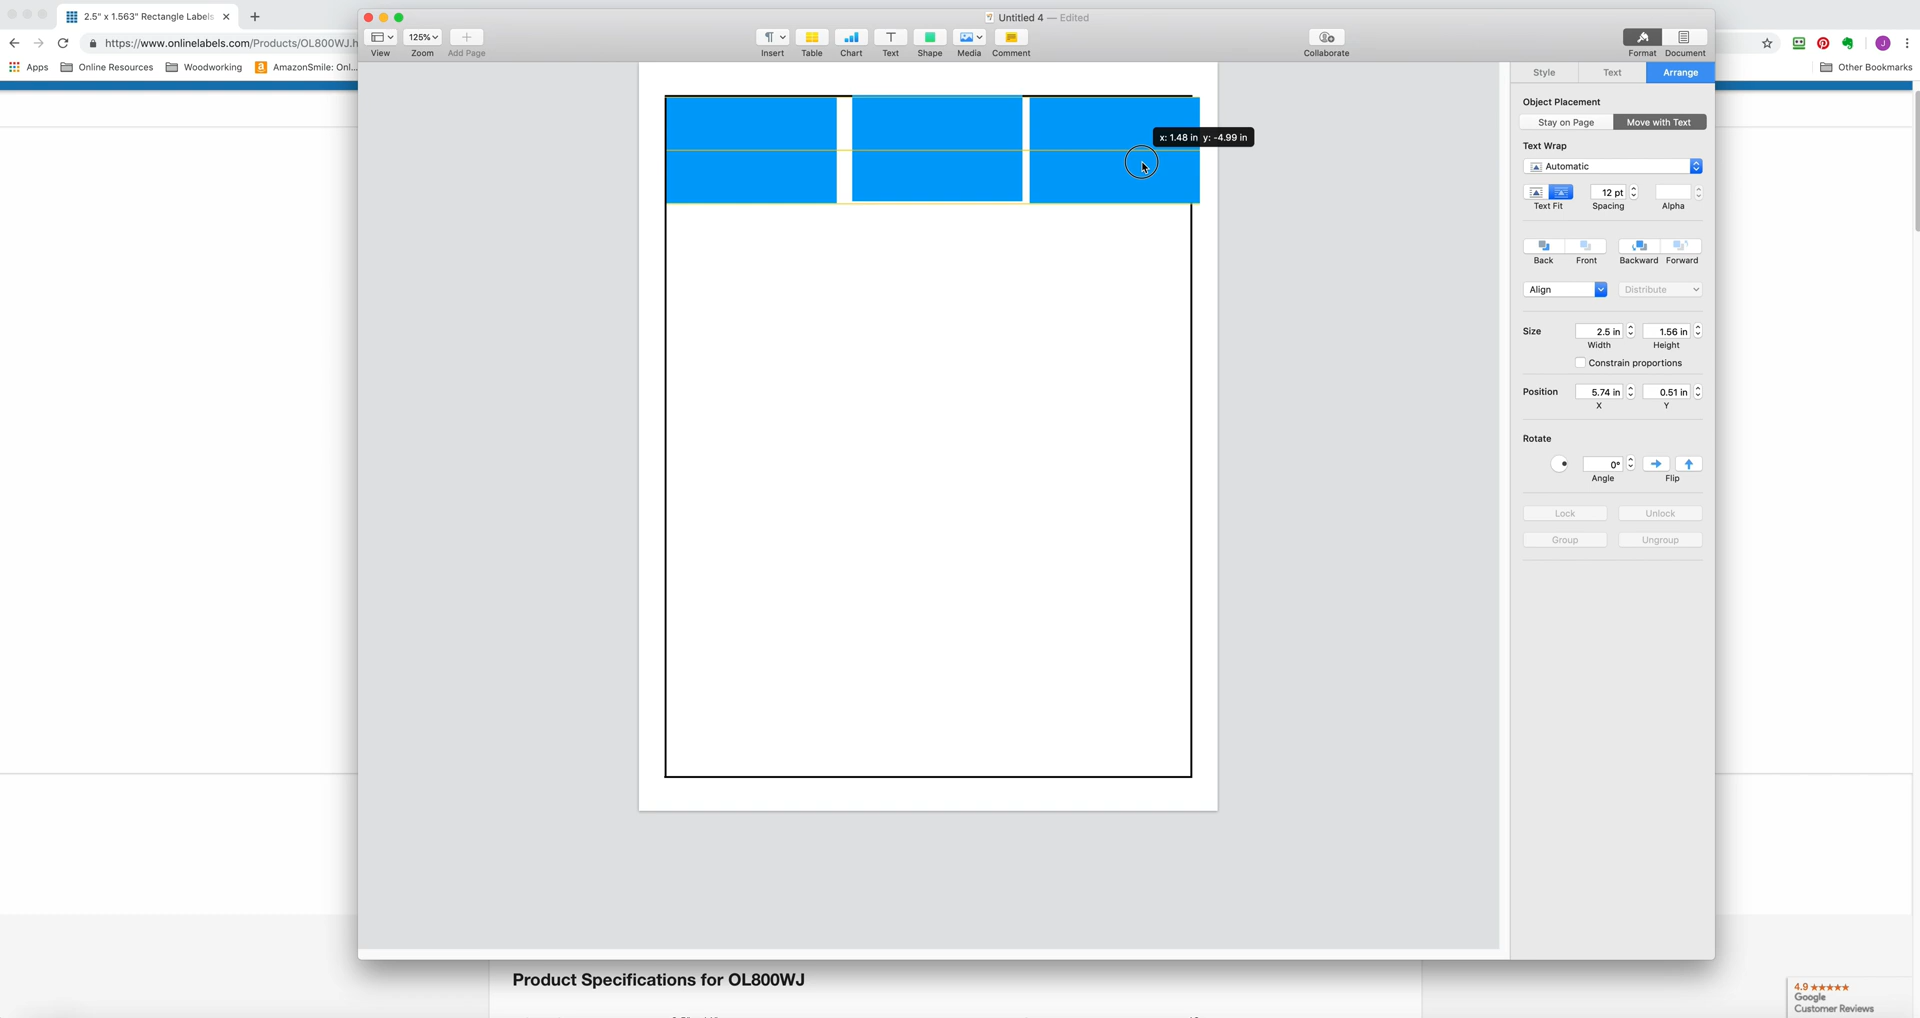 2.5" x 1.563" Rectangle Labels
Untitled 4 — Edited
https://www.onlinelabels.com/Products/OL800WJ.h
125%
View
Zoom
Add Page
Insert
Table
Chart
Text
Shape
Media
Comment
Collaborate
Format
Document
Apps
Online Resources
Woodworking
AmazonSmile: Onl...
Other Bookmarks
Style
Text
Arrange
Object Placement
Stay on Page
Move with Text
x: 1.48 in y: -4.99 in
Text Wrap
Automatic
12 pt
Text Fit
Spacing
Alpha
Back
Front
Backward
Forward
Align
Distribute
Size
2.5 in
1.56 in
Width
Height
Constrain proportions
Position
5.74 in
0.51 in
X
Y
Rotate
0°
Angle
Flip
Lock
Unlock
Group
Ungroup
Product Specifications for OL800WJ
4.9 ★★★★★
Google
Customer Reviews
J